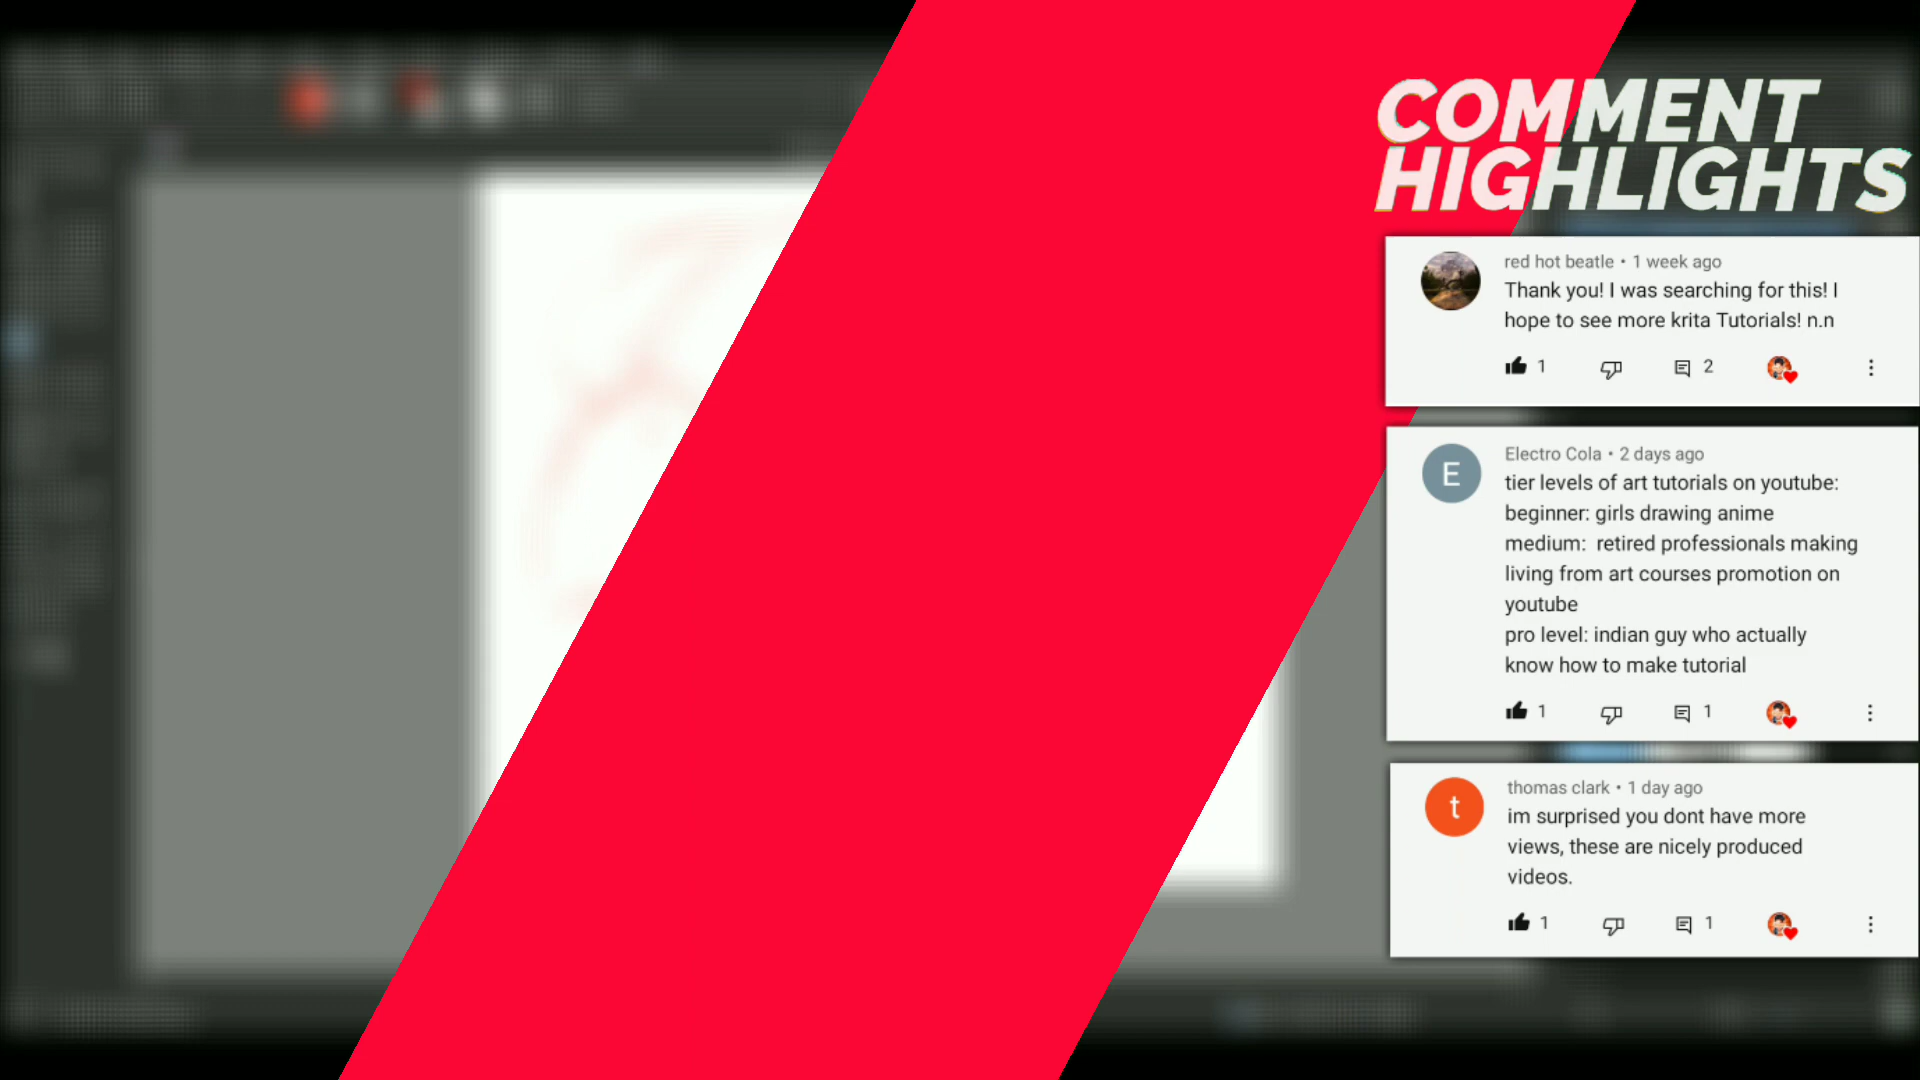 COMMENT
HIGHLIGHTS
red hot beatle • 1 week ago
Thank you! I was searching for this! I
hope to see more krita Tutorials! n.n
1
2
E
Electro Cola • 2 days ago
tier levels of art tutorials on youtube:
beginner: girls drawing anime
medium:  retired professionals making
living from art courses promotion on
youtube
pro level: indian guy who actually
know how to make tutorial
1
1
t
thomas clark • 1 day ago
im surprised you dont have more
views, these are nicely produced
videos.
1
1